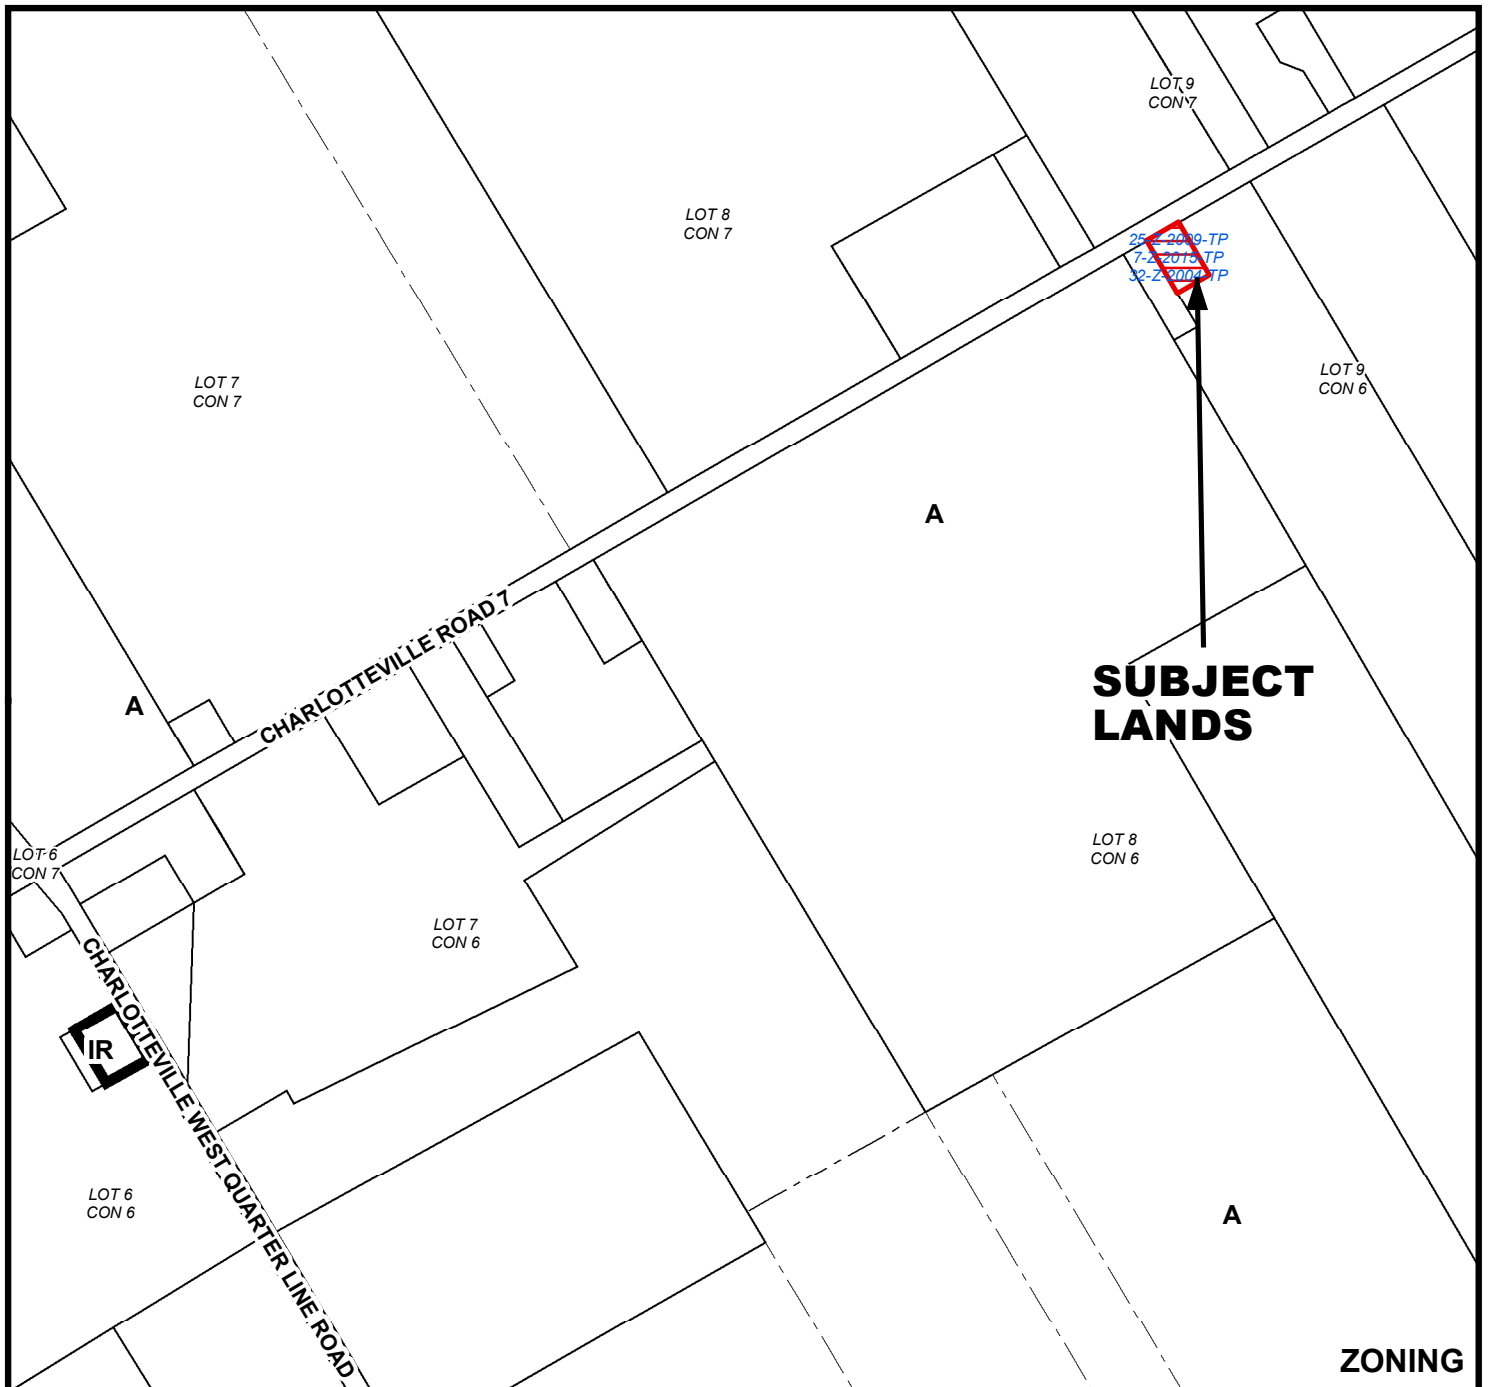 LOT 9
CON 7
LOT 8
CON 7
25-Z-2009-TP
7-Z-2015-TP
32-Z-2004-TP
LOT 7
CON 7
LOT 9
CON 6
A
CHARLOTTEVILLE ROAD 7
SUBJECT
LANDS
A
LOT 6
CON 7
LOT 8
CON 6
LOT 7
CON 6
CHARLOTTEVILLE WEST QUARTER LINE ROAD
IR
LOT 6
CON 6
A
ZONING